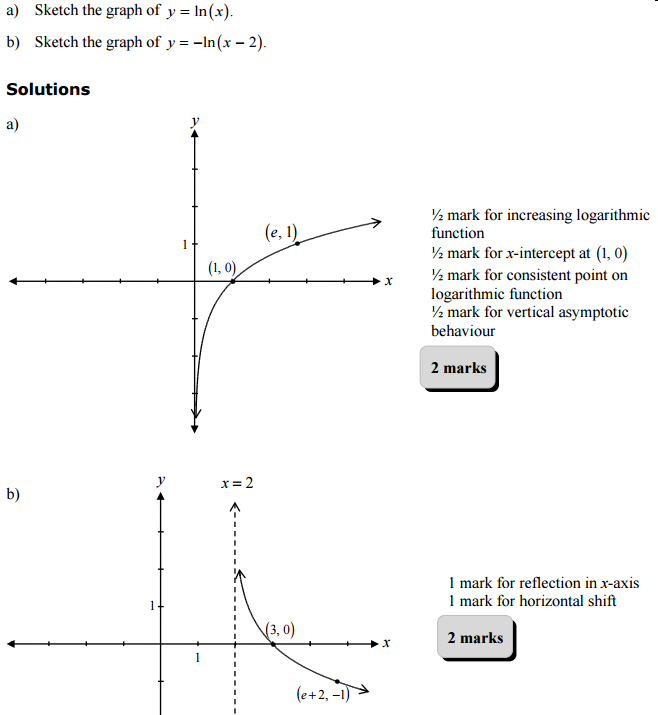 a) Sketch the graph of y = ln(x).
b) Sketch the graph of y = −ln(x − 2).
Solutions
a)
y
1
(e, 1)
(1, 0)
x
½ mark for increasing logarithmic
function
½ mark for x-intercept at (1, 0)
½ mark for consistent point on
logarithmic function
½ mark for vertical asymptotic
behaviour
2 marks
b)
y
x = 2
1
(3, 0)
x
1
(e+2, −1)
1 mark for reflection in x-axis
1 mark for horizontal shift
2 marks